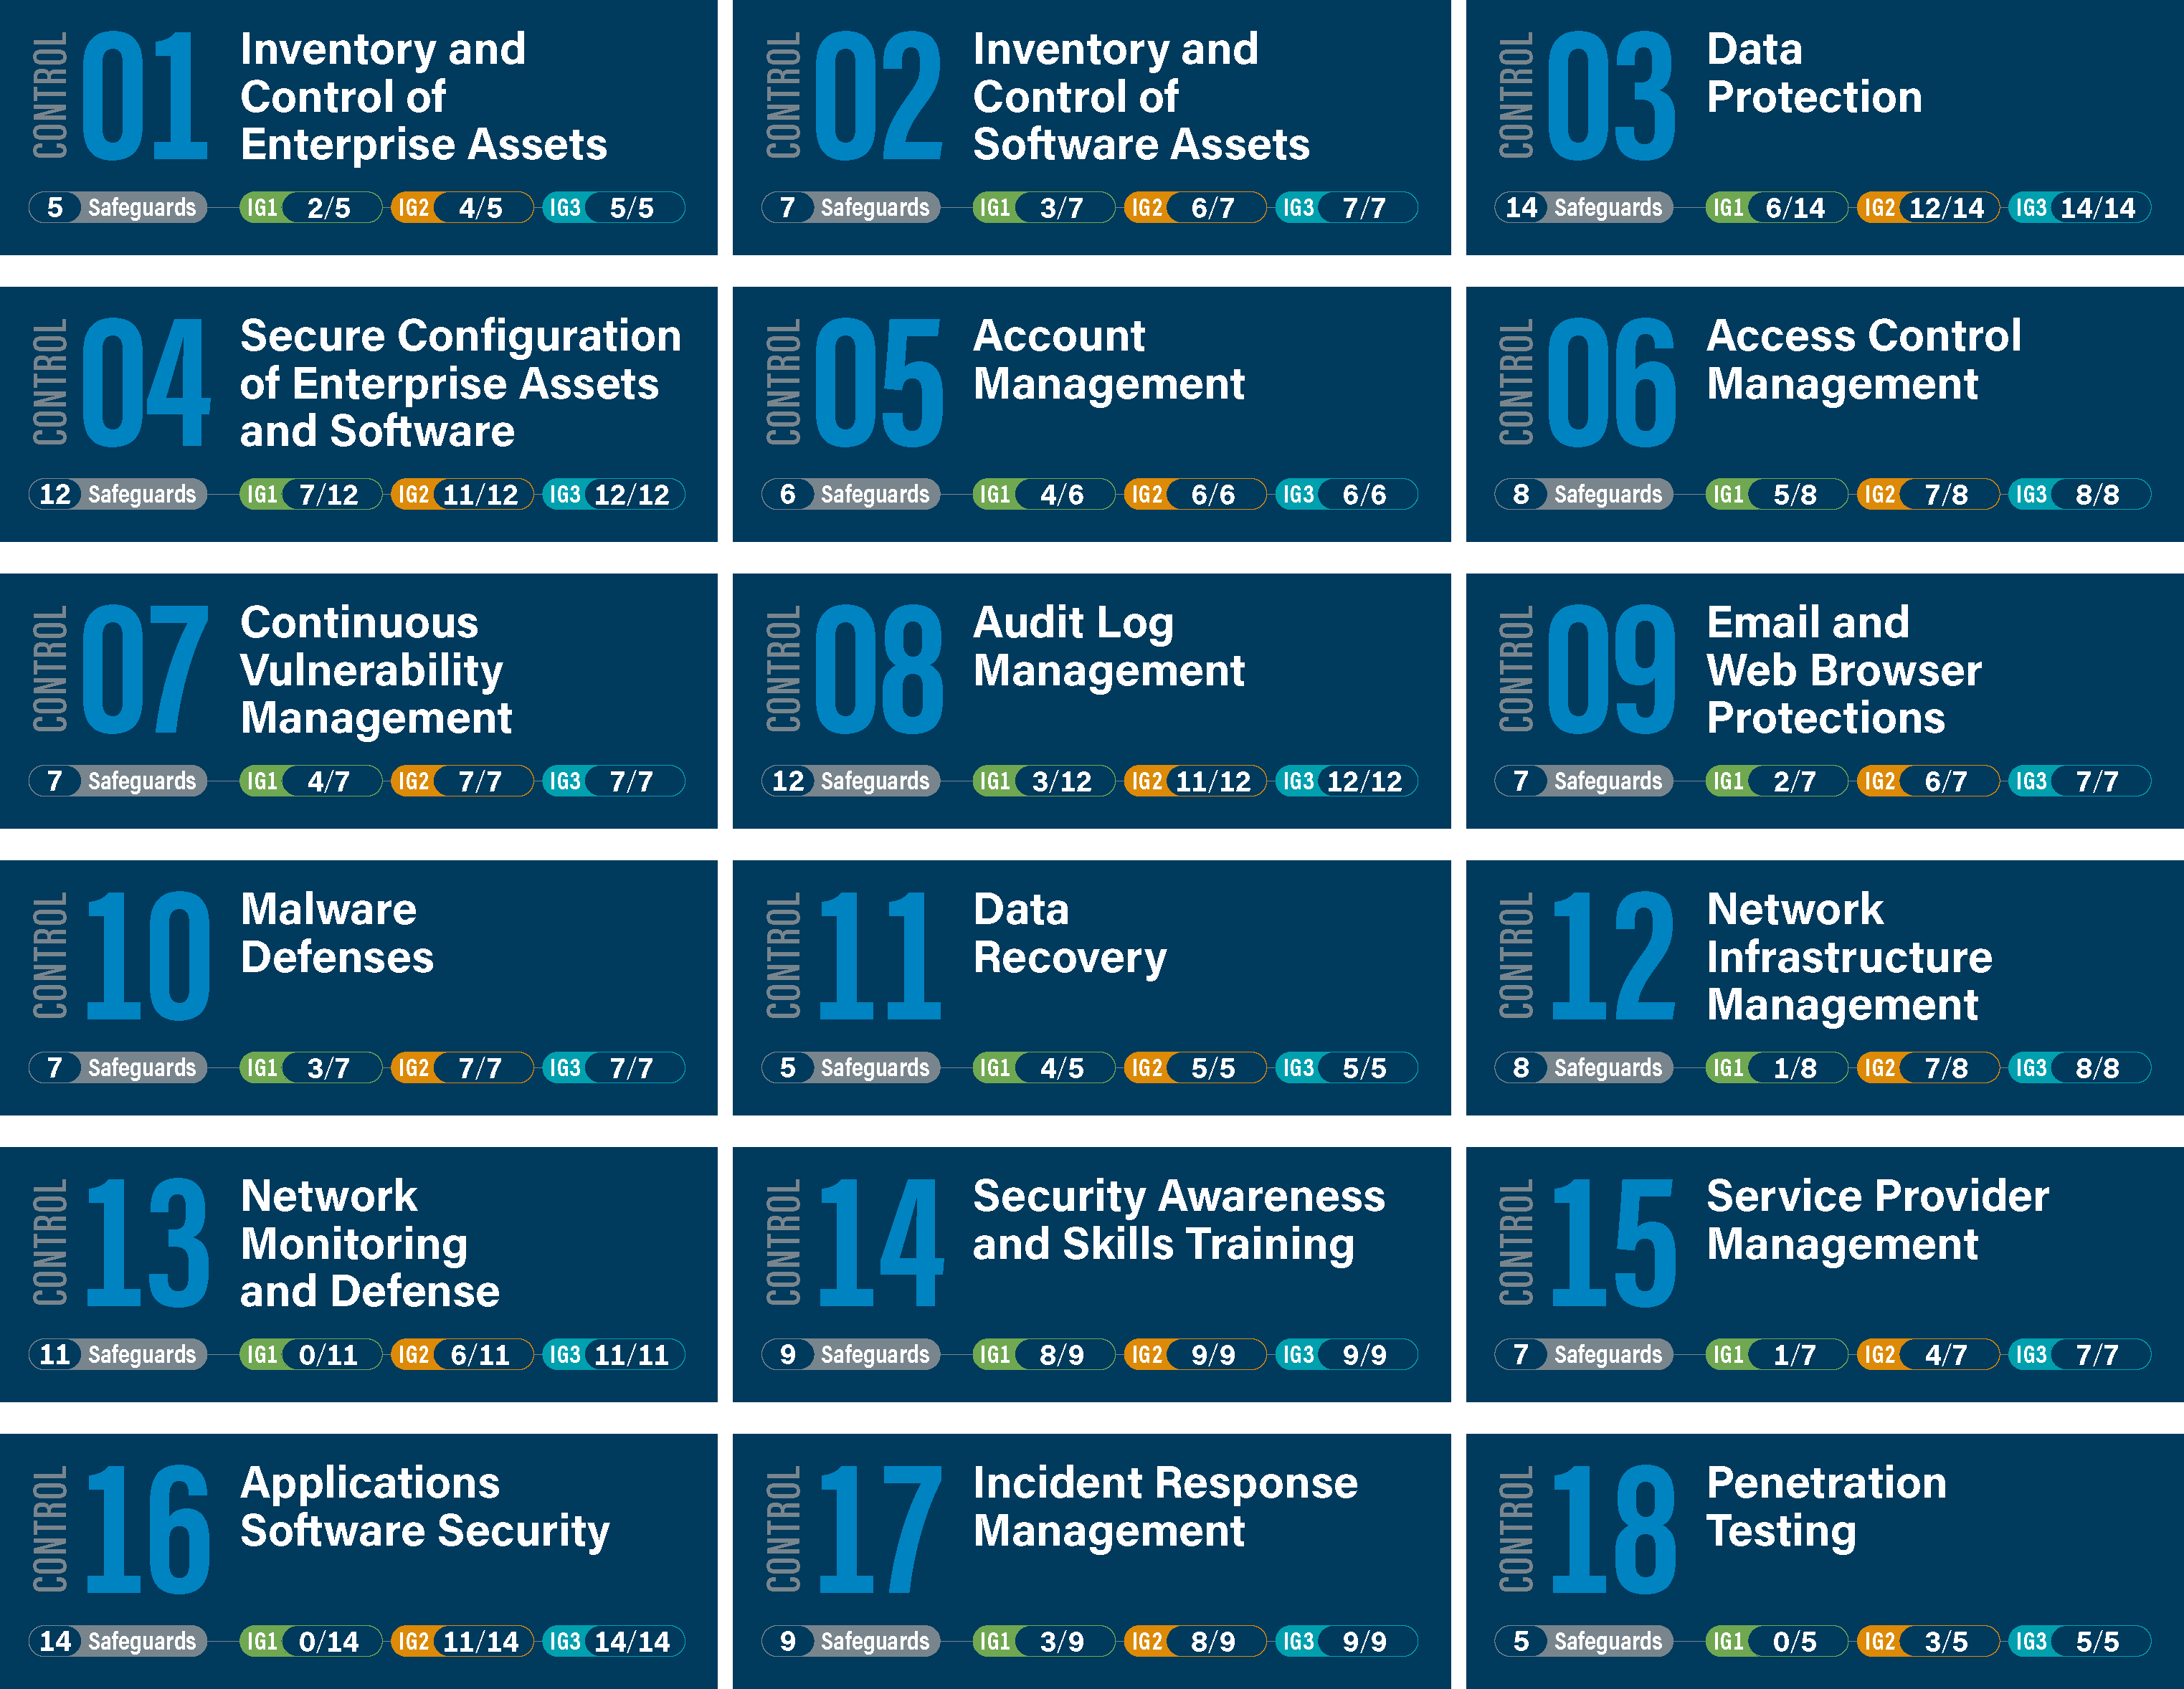 CONTROL
01
Inventory and
Control of
Enterprise Assets
5 Safeguards IG1 2/5 IG2 4/5 IG3 5/5
CONTROL
02
Inventory and
Control of
Software Assets
7 Safeguards IG1 3/7 IG2 6/7 IG3 7/7
CONTROL
03
Data
Protection
14 Safeguards IG1 6/14 IG2 12/14 IG3 14/14
CONTROL
04
Secure Configuration
of Enterprise Assets
and Software
12 Safeguards IG1 7/12 IG2 11/12 IG3 12/12
CONTROL
05
Account
Management
6 Safeguards IG1 4/6 IG2 6/6 IG3 6/6
CONTROL
06
Access Control
Management
8 Safeguards IG1 5/8 IG2 7/8 IG3 8/8
CONTROL
07
Continuous
Vulnerability
Management
7 Safeguards IG1 4/7 IG2 7/7 IG3 7/7
CONTROL
08
Audit Log
Management
12 Safeguards IG1 3/12 IG2 11/12 IG3 12/12
CONTROL
09
Email and
Web Browser
Protections
7 Safeguards IG1 2/7 IG2 6/7 IG3 7/7
CONTROL
10
Malware
Defenses
7 Safeguards IG1 3/7 IG2 7/7 IG3 7/7
CONTROL
11
Data
Recovery
5 Safeguards IG1 4/5 IG2 5/5 IG3 5/5
CONTROL
12
Network
Infrastructure
Management
8 Safeguards IG1 1/8 IG2 7/8 IG3 8/8
CONTROL
13
Network
Monitoring
and Defense
11 Safeguards IG1 0/11 IG2 6/11 IG3 11/11
CONTROL
14
Security Awareness
and Skills Training
9 Safeguards IG1 8/9 IG2 9/9 IG3 9/9
CONTROL
15
Service Provider
Management
7 Safeguards IG1 1/7 IG2 4/7 IG3 7/7
CONTROL
16
Applications
Software Security
14 Safeguards IG1 0/14 IG2 11/14 IG3 14/14
CONTROL
17
Incident Response
Management
9 Safeguards IG1 3/9 IG2 8/9 IG3 9/9
CONTROL
18
Penetration
Testing
5 Safeguards IG1 0/5 IG2 3/5 IG3 5/5